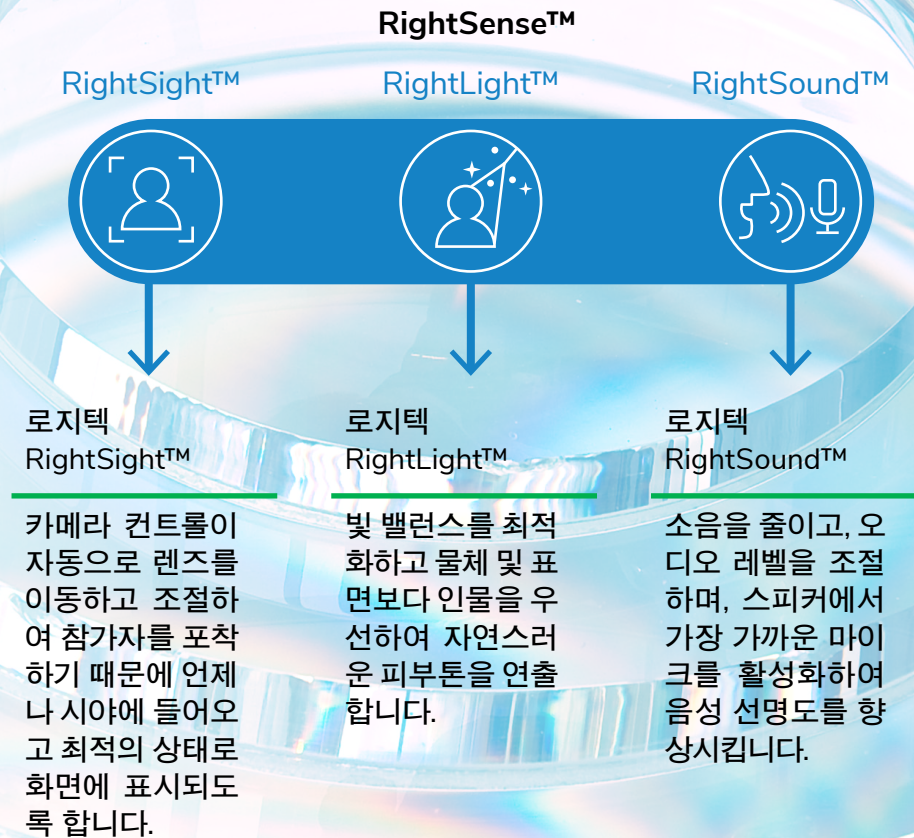 RightSense™
RightSight™
RightLight™
RightSound™
로지텍
RightSight™
카메라 컨트롤이
자동으로 렌즈를
이동하고 조절하
여 참가자를 포착
하기 때문에 언제
나 시야에 들어오
고 최적의 상태로
화면에 표시되도
록 합니다.
로지텍
RightLight™
빛 밸런스를 최적
화하고 물체 및 표
면보다 인물을 우
선하여 자연스러
운 피부톤을 연출
합니다.
로지텍
RightSound™
소음을 줄이고, 오
디오 레벨을 조절
하며, 스피커에서
가장 가까운 마이
크를 활성화하여
음성 선명도를 향
상시킵니다.